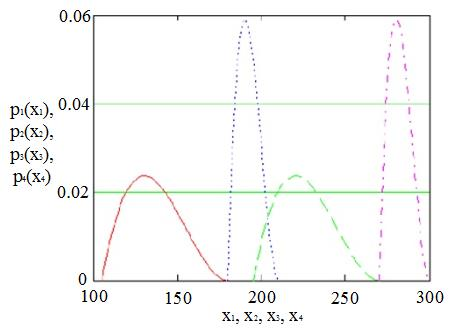 0.06
p₁(x₁),
p₂(x₂),
p₃(x₃),
p₄(x₄)
0.04
0.02
0
100 150 200 250 300
x₁, x₂, x₃, x₄